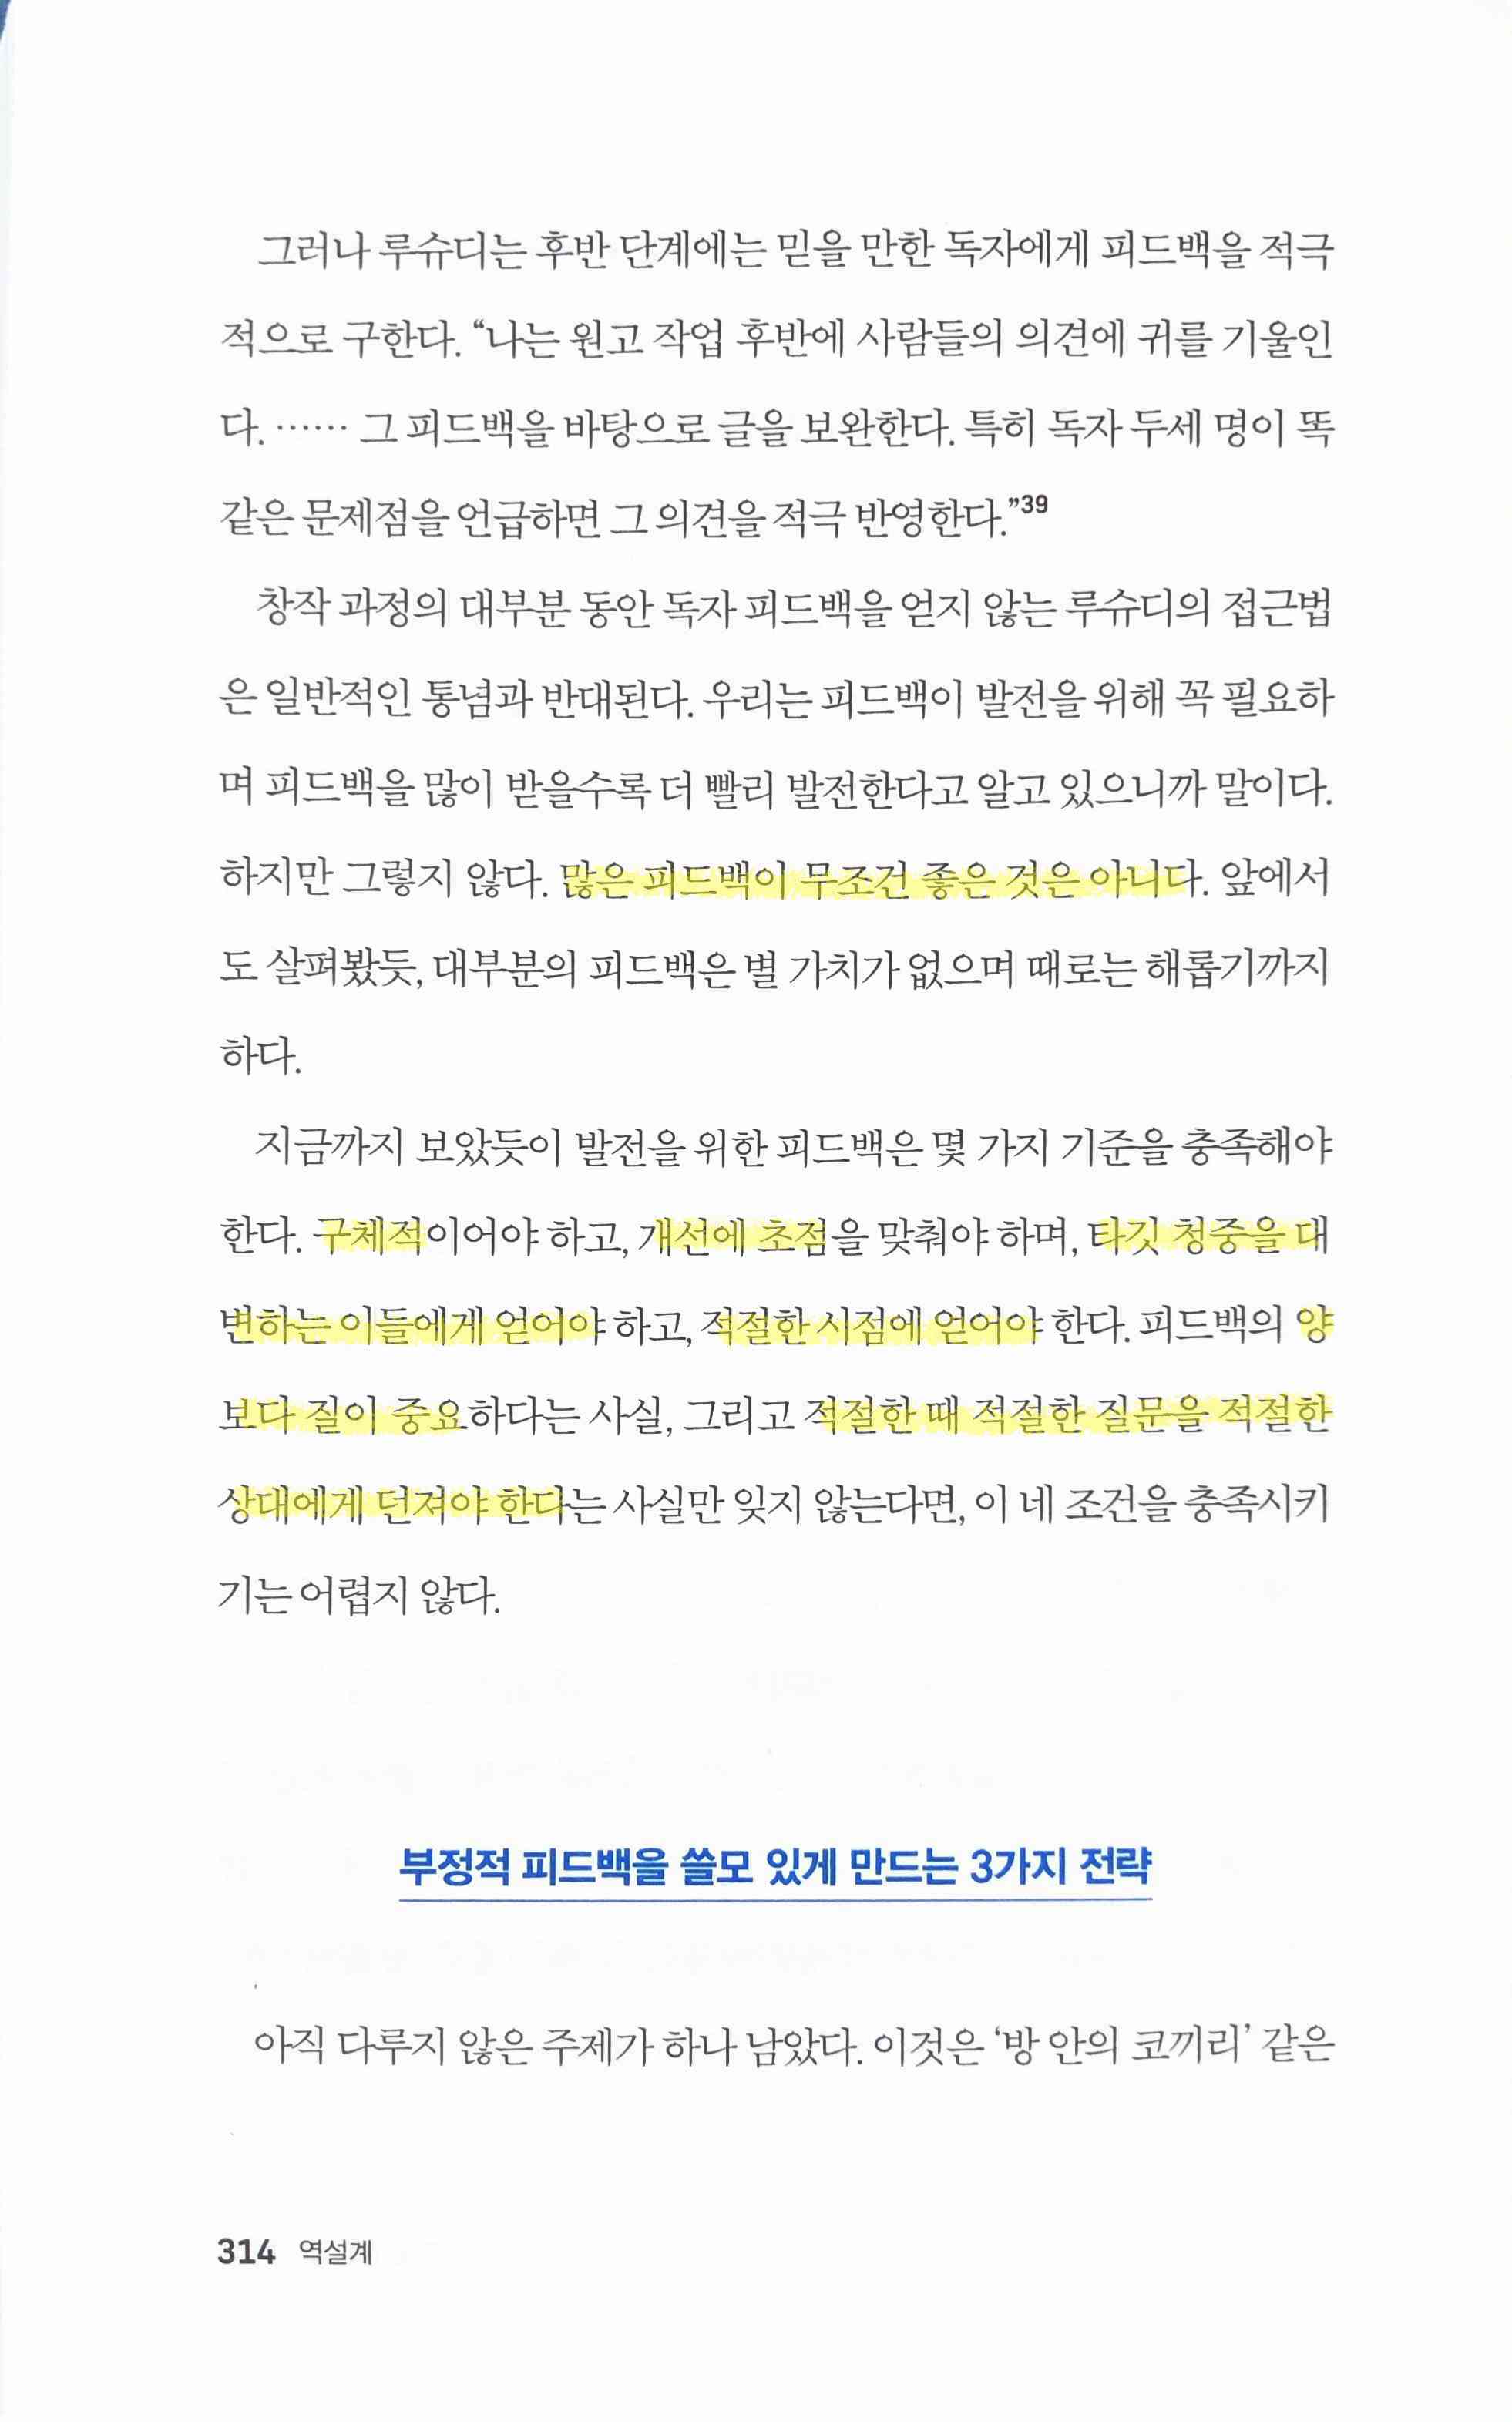 그러나 루슈디는 후반 단계에는 믿을 만한 독자에게 피드백을 적극
적으로 구한다. “나는 원고 작업 후반에 사람들의 의견에 귀를 기울인
다. …… 그 피드백을 바탕으로 글을 보완한다. 특히 독자 두세 명이 똑
같은 문제점을 언급하면 그 의견을 적극 반영한다.”39
창작 과정의 대부분 동안 독자 피드백을 얻지 않는 루슈디의 접근법
은 일반적인 통념과 반대된다. 우리는 피드백이 발전을 위해 꼭 필요하
며 피드백을 많이 받을수록 더 빨리 발전한다고 알고 있으니까 말이다.
하지만 그렇지 않다. 많은 피드백이 무조건 좋은 것은 아니다. 앞에서
도 살펴봤듯, 대부분의 피드백은 별 가치가 없으며 때로는 해롭기까지
하다.
지금까지 보았듯이 발전을 위한 피드백은 몇 가지 기준을 충족해야
한다. 구체적이어야 하고, 개선에 초점을 맞춰야 하며, 타깃 청중을 대
변하는 이들에게 얻어야 하고, 적절한 시점에 얻어야 한다. 피드백의 양
보다 질이 중요하다는 사실, 그리고 적절한 때 적절한 질문을 적절한
상대에게 던져야 한다는 사실만 잊지 않는다면, 이 네 조건을 충족시키
기는 어렵지 않다.
부정적 피드백을 쓸모 있게 만드는 3가지 전략
아직 다루지 않은 주제가 하나 남았다. 이것은 ‘방 안의 코끼리’ 같은
314 역설계